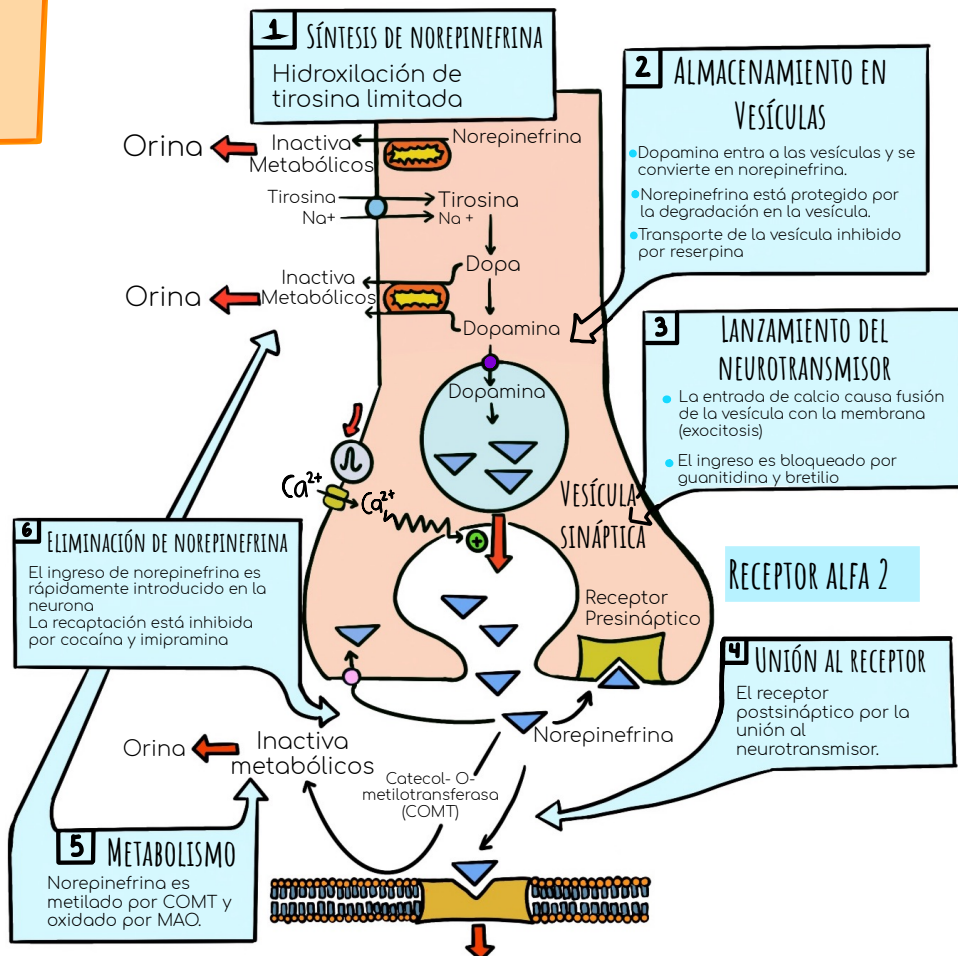 1 SÍNTESIS DE NOREPINEFRINA
Hidroxilación de
tirosina limitada
2 ALMACENAMIENTO EN
VESÍCULAS
Dopamina entra a las vesículas y se
convierte en norepinefrina.
Norepinefrina está protegido por
la degradación en la vesícula.
Transporte de la vesícula inhibido
por reserpina
Orina
Inactiva
Metabólicos
Norepinefrina
Tirosina
Na+
Tirosina
Na +
Dopa
Orina
Inactiva
Metabólicos
Dopamina
Dopamina
3 LANZAMIENTO DEL
NEUROTRANSMISOR
La entrada de calcio causa fusión
de la vesícula con la membrana
(exocitosis)
El ingreso es bloqueado por
guanitidina y bretilio
Ca2+
Ca2+
+
VESÍCULA
SINÁPTICA
6 ELIMINACIÓN DE NOREPINEFRINA
El ingreso de norepinefrina es
rápidamente introducido en la
neurona
La recaptación está inhibida
por cocaína y imipramina
RECEPTOR ALFA 2
Receptor
Presináptico
4 UNIÓN AL RECEPTOR
El receptor
postsináptico por la
unión al
neurotransmisor.
Norepinefrina
Orina
Inactiva
metabólicos
Catecol- O-
metilotransferasa
(COMT)
5 METABOLISMO
Norepinefrina es
metilado por COMT y
oxidado por MAO.